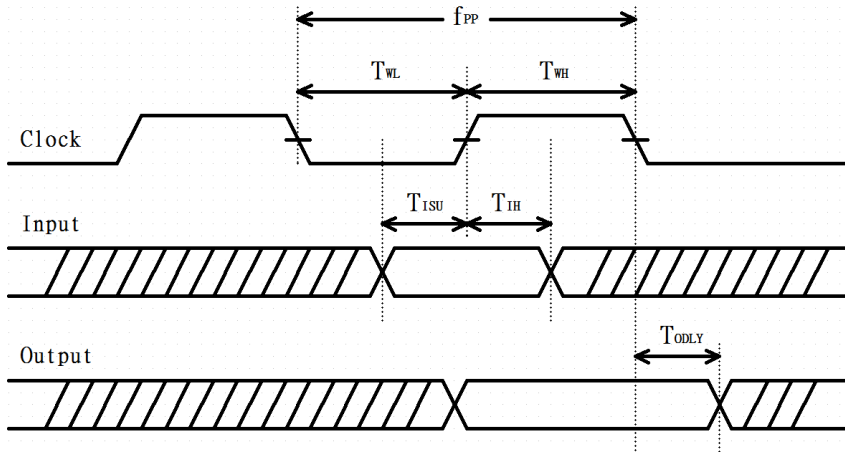 fPP
TWL TWH
Clock
TISU TIH
Input
TODLY
Output